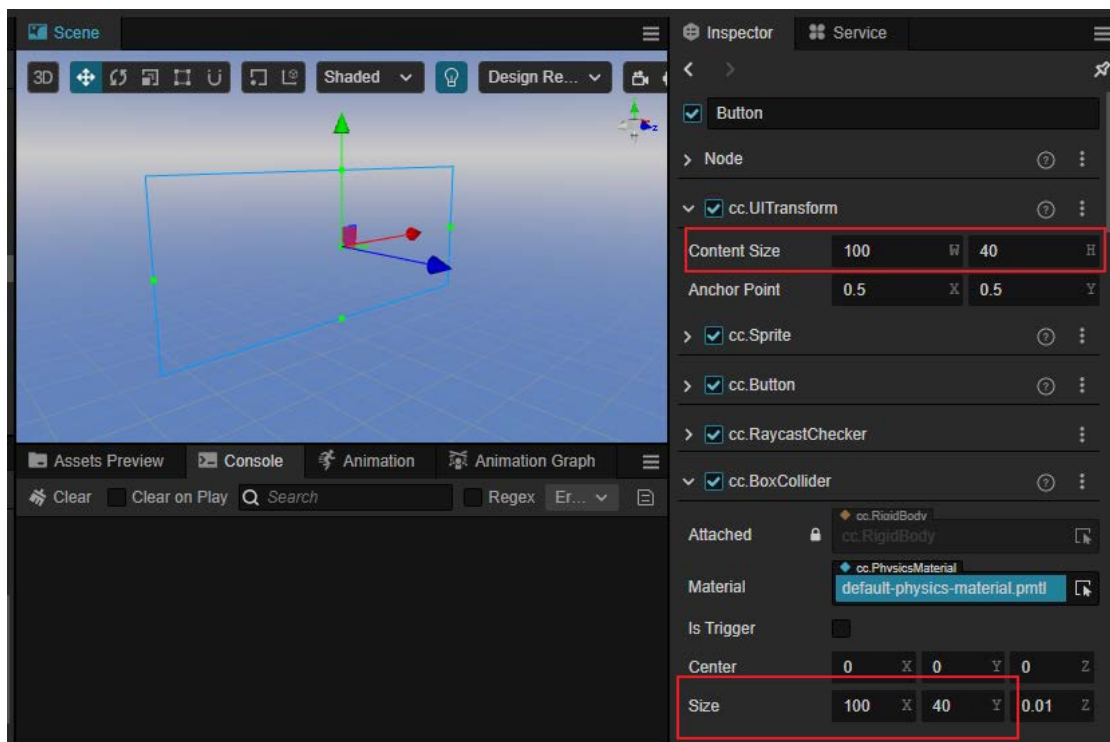 Scene
3D Shaded Design Re...
z
Y
Assets Preview Console Animation Animation Graph
Clear Clear on Play Search Regex Er...
Inspector Service
Button
Node
cc.UITransform
Content Size 100 W 40 H
Anchor Point 0.5 X 0.5 Y
cc.Sprite
cc.Button
cc.RaycastChecker
cc.BoxCollider
cc.RigidBody
Attached cc.RigidBody
cc.PhysicsMaterial
Material default-physics-material.pmtl
Is Trigger
Center 0 X 0 Y 0 Z
Size 100 X 40 Y 0.01 Z